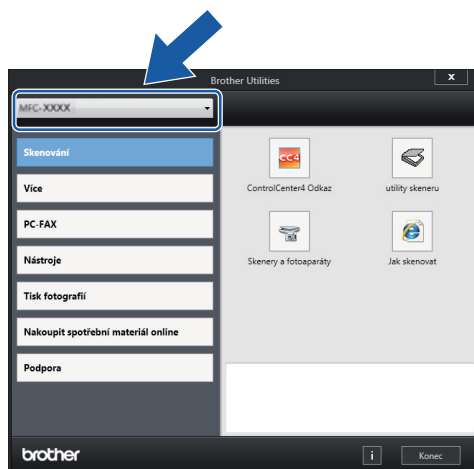 Brother Utilities
x
MFC-XXXX
Skenování
Více
PC-FAX
Nástroje
Tisk fotografií
Nakoupit spotřební materiál online
Podpora
CC4
ControlCenter4 Odkaz
utility skeneru
Skenery a fotoaparáty
Jak skenovat
brother
i
Konec